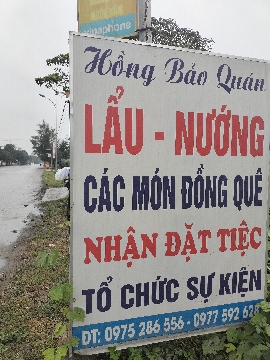 Hồng Bảo Quán
LẨU - NƯỚNG
CÁC MÓN ĐỒNG QUÊ
NHẬN ĐẶT TIỆC
TỔ CHỨC SỰ KIỆN
ĐT: 0975 286 556 - 0977 592 628